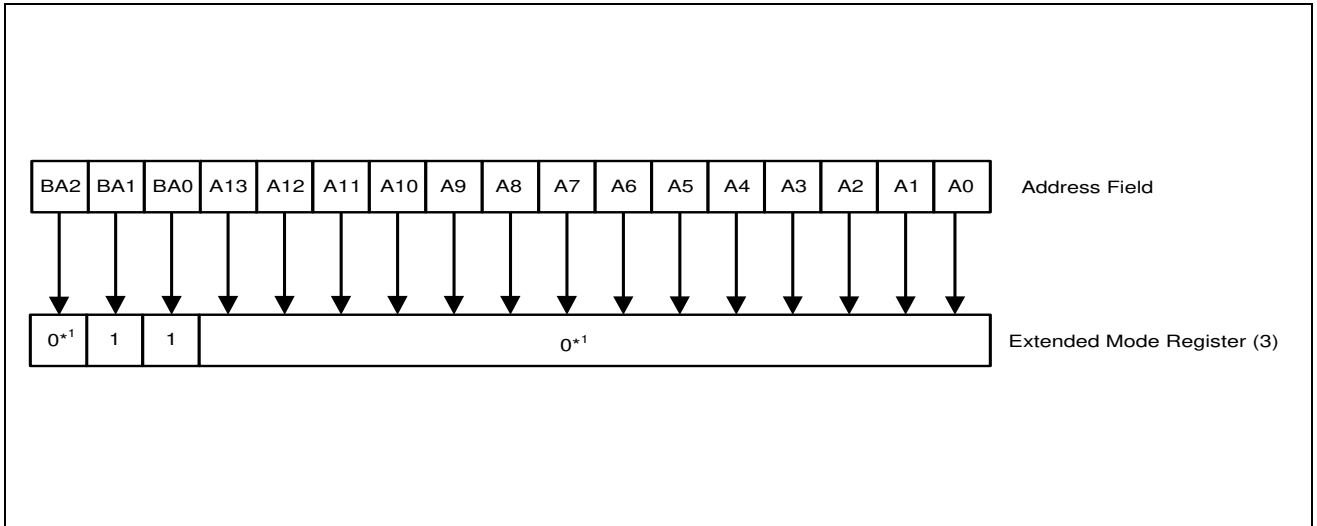 BA2 BA1 BA0 A13 A12 A11 A10 A9 A8 A7 A6 A5 A4 A3 A2 A1 A0 Address Field
0*1 1 1 0*1 Extended Mode Register (3)